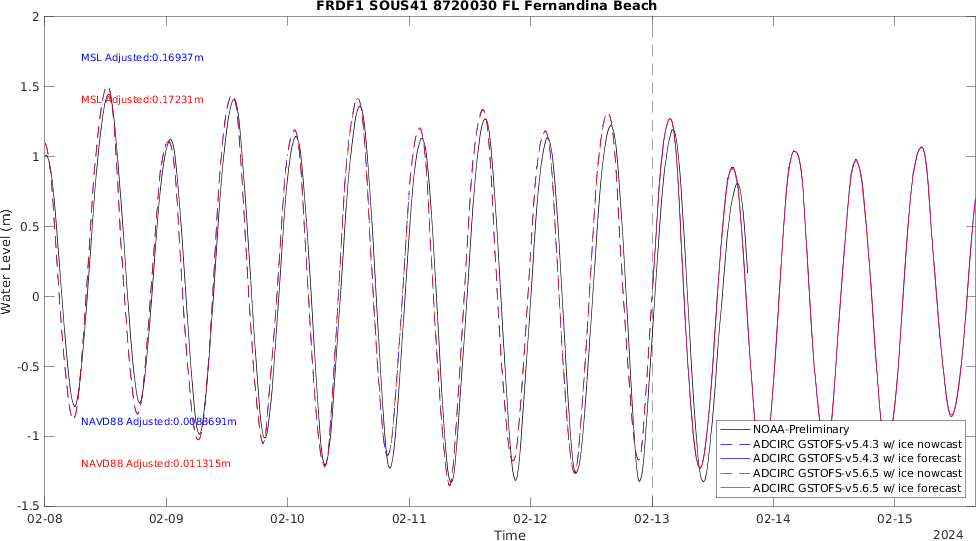 FRDF1 SOUS41 8720030 FL Fernandina Beach
2
1.5
1
0.5
0
-0.5
-1
-1.5
Water Level (m)
MSL Adjusted:0.16937m
MSL Adjusted:0.17231m
NAVD88 Adjusted:0.0083691m
NAVD88 Adjusted:0.011315m
NOAA-Preliminary
ADCIRC GSTOFS-v5.4.3 w/ ice nowcast
ADCIRC GSTOFS-v5.4.3 w/ ice forecast
ADCIRC GSTOFS-v5.6.5 w/ ice nowcast
ADCIRC GSTOFS-v5.6.5 w/ ice forecast
02-08 02-09 02-10 02-11 02-12 02-13 02-14 02-15
Time
2024